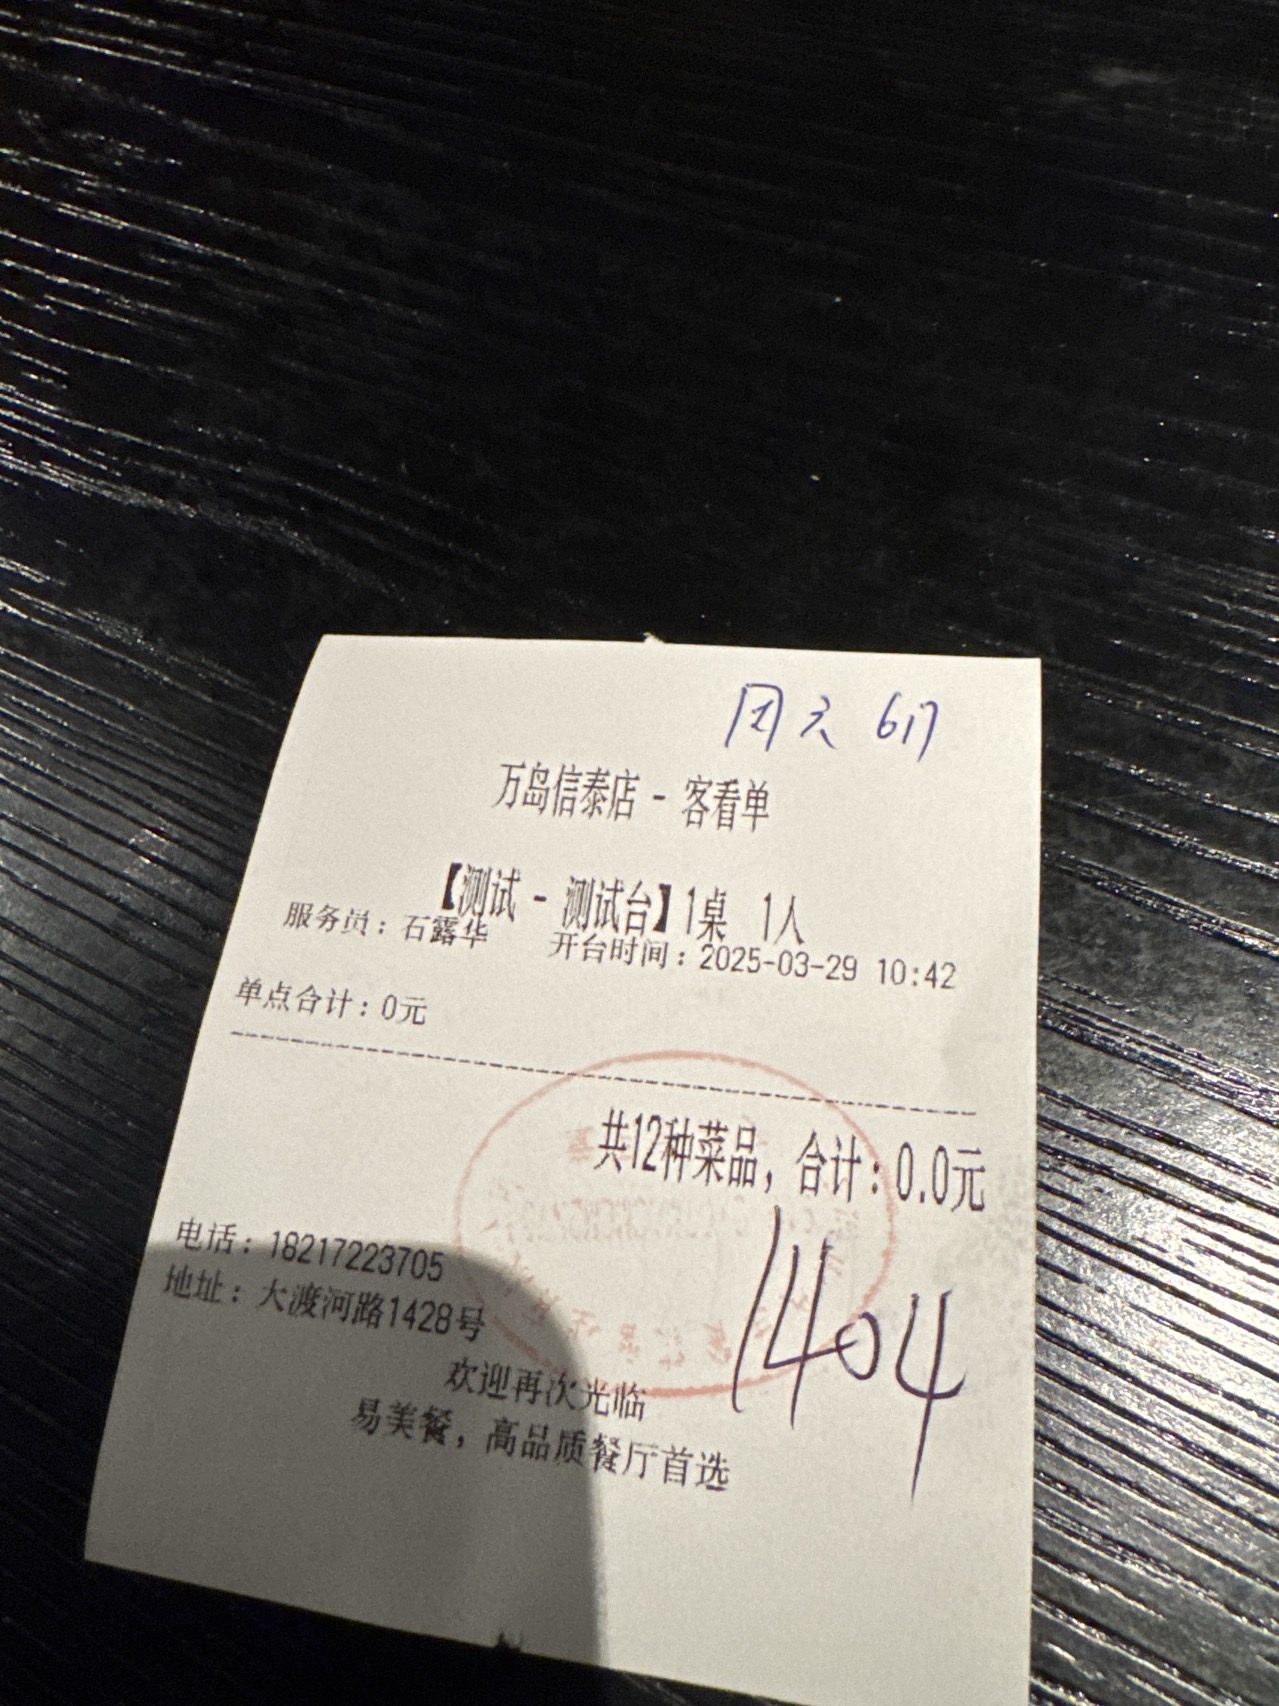 团六 617
万岛信泰店 - 客看单
【测试 - 测试台】1桌 1人
服务员：石露华 开台时间：2025-03-29 10:42
单点合计：0元
共12种菜品，合计：0.0元
1404
电话：18217223705
地址：大渡河路1428号
欢迎再次光临
易美餐，高品质餐厅首选